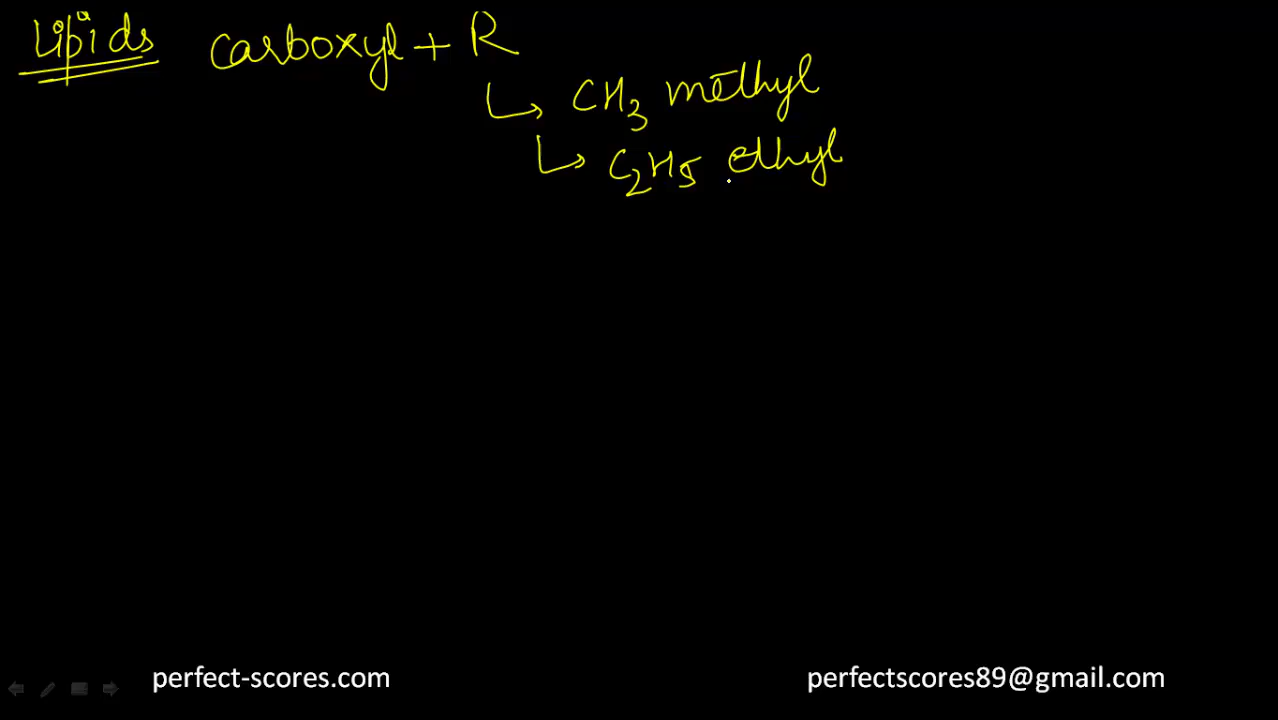 Lipids carboxyl + R
↳ CH3 methyl
↳ C2H5 ethyl
perfect-scores.com
perfectscores89@gmail.com